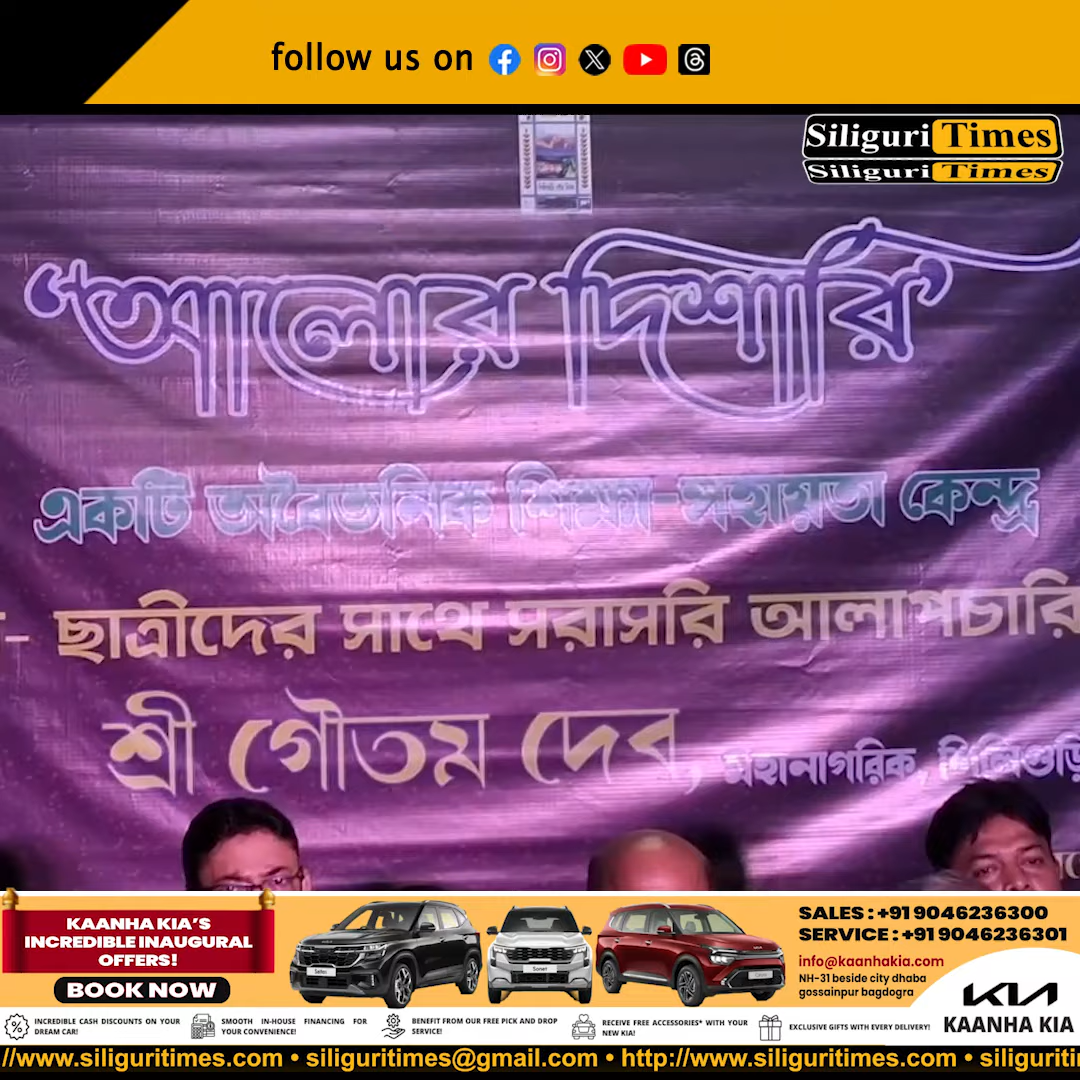 follow us on
Siliguri Times
Siliguri Times
“আলোর দিশারি’
একটি অবৈতনিক শিক্ষা-সহায়তা কেন্দ্র
- ছাত্রীদের সাথে সরাসরি আলাপচারি
শ্রী গৌতম দেব, মহানাগরিক, শিলিগুড়ি
KAANHA KIA’S
INCREDIBLE INAUGURAL
OFFERS!
BOOK NOW
Seltos
Sonet
Carens
SALES : +91 9046236300
SERVICE : +91 9046236301
info@kaanhakia.com
NH-31 beside city dhaba
gossainpur bagdogra
KIA
KAANHA KIA
INCREDIBLE CASH DISCOUNTS ON YOUR
DREAM CAR!
SMOOTH IN-HOUSE FINANCING FOR
YOUR CONVENIENCE!
BENEFIT FROM OUR FREE PICK AND DROP
SERVICE!
RECEIVE FREE ACCESSORIES* WITH YOUR
NEW KIA!
EXCLUSIVE GIFTS WITH EVERY DELIVERY!
//www.siliguritimes.com • siliguritimes@gmail.com • http://www.siliguritimes.com • siliguriti